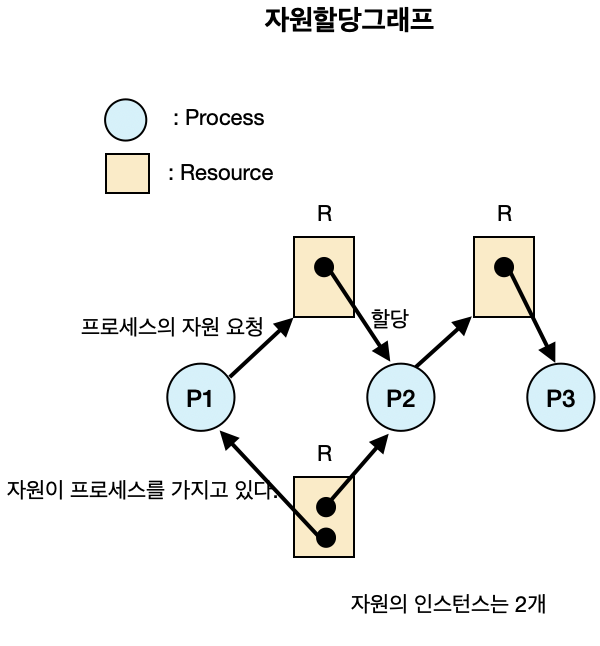 자원할당그래프
: Process
: Resource
R
R
프로세스의 자원 요청
할당
P1
P2
P3
R
자원이 프로세스를 가지고 있다.
자원의 인스턴스는 2개